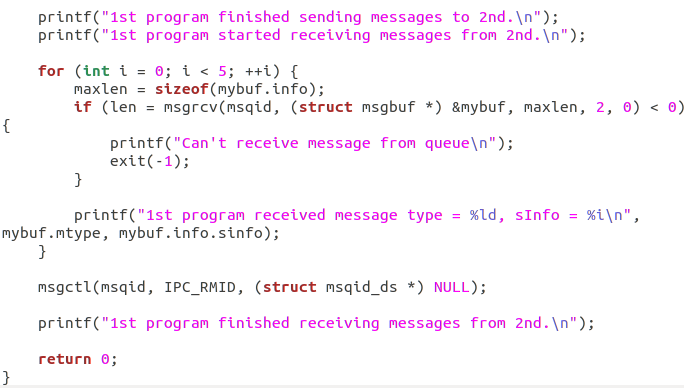 printf("1st program finished sending messages to 2nd.\n");
    printf("1st program started receiving messages from 2nd.\n");

    for (int i = 0; i < 5; ++i) {
        maxlen = sizeof(mybuf.info);
        if (len = msgrcv(msqid, (struct msgbuf *) &mybuf, maxlen, 2, 0) < 0)
{
            printf("Can't receive message from queue\n");
            exit(-1);
        }

        printf("1st program received message type = %ld, sInfo = %i\n",
mybuf.mtype, mybuf.info.sinfo);
    }

    msgctl(msqid, IPC_RMID, (struct msqid_ds *) NULL);

    printf("1st program finished receiving messages from 2nd.\n");

    return 0;
}